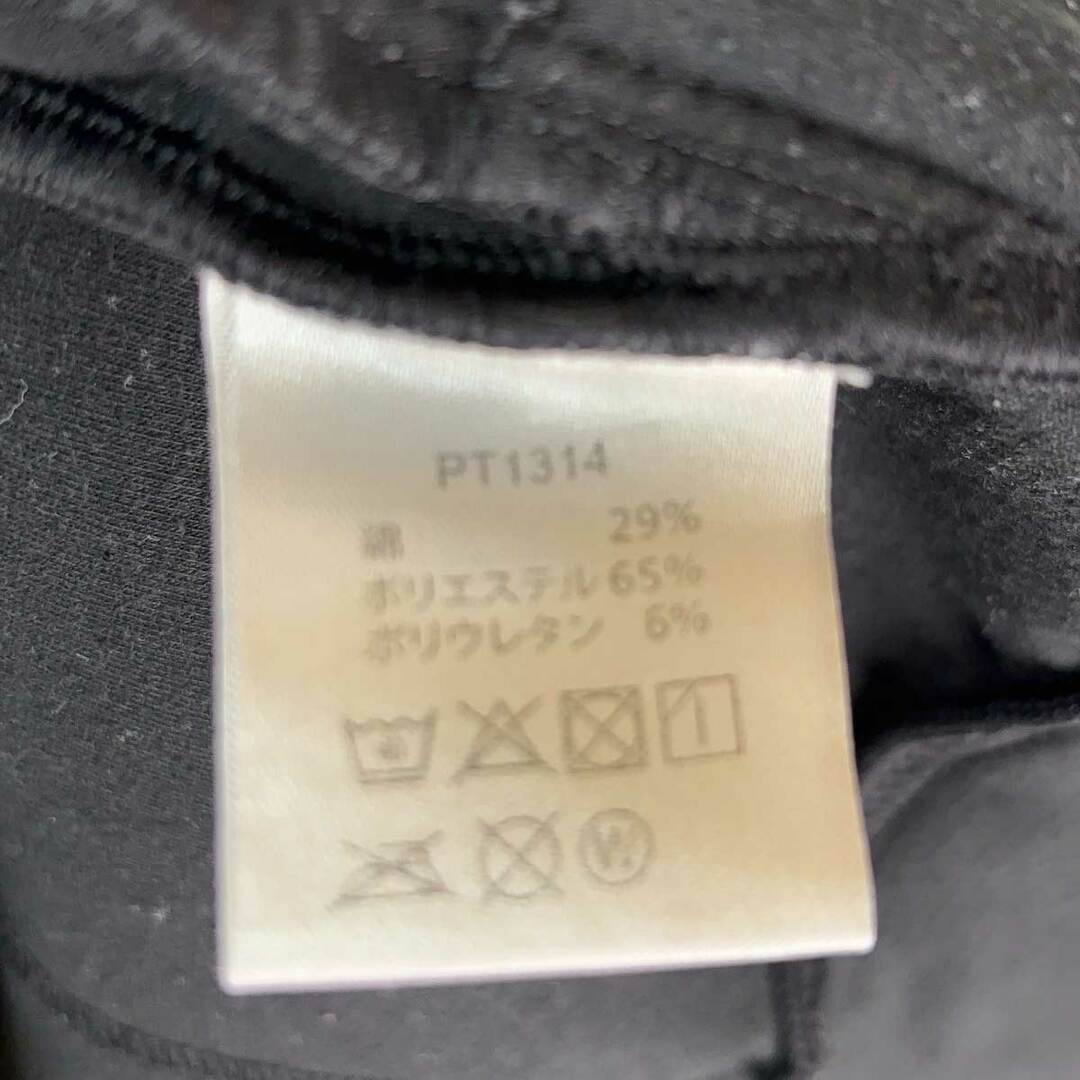 PT1314
綿 29%
ポリエステル 65%
ポリウレタン 6%
W